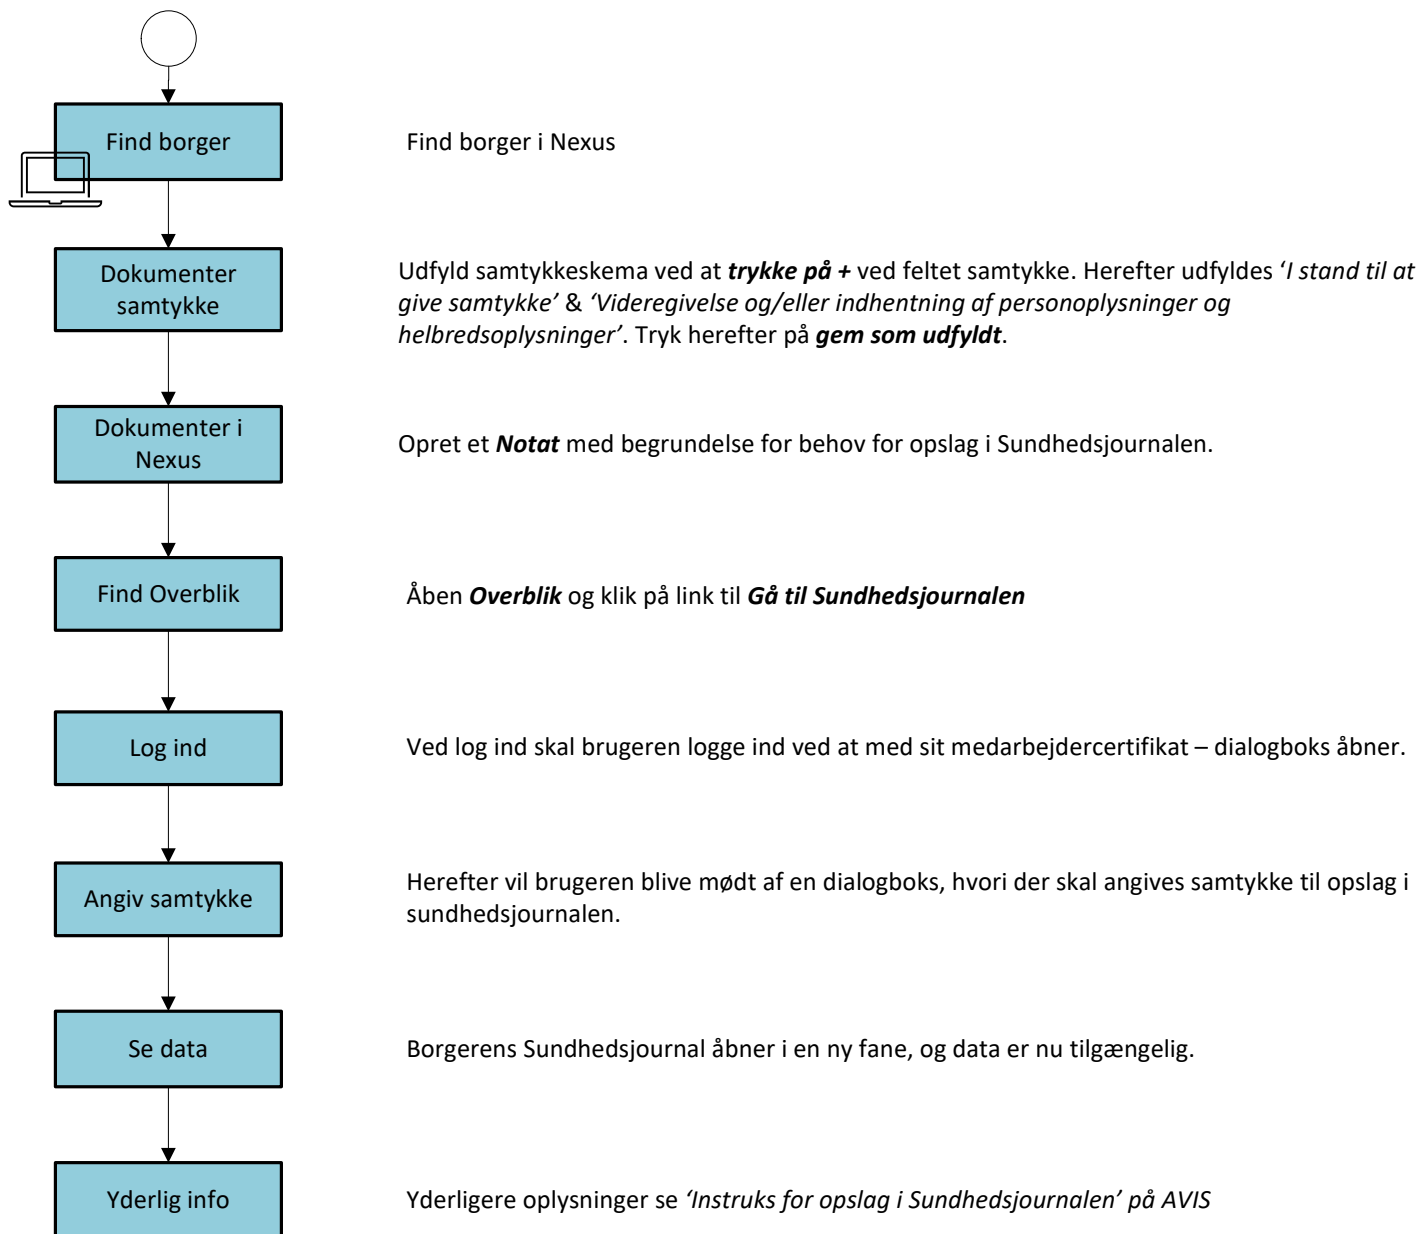 Find borger
Find borger i Nexus
Dokumenter
samtykke
Udfyld samtykkeskema ved at trykke på + ved feltet samtykke. Herefter udfyldes ‘I stand til at
give samtykke’ & ‘Videregivelse og/eller indhentning af personoplysninger og
helbredsoplysninger’. Tryk herefter på gem som udfyldt.
Dokumenter i
Nexus
Opret et Notat med begrundelse for behov for opslag i Sundhedsjournalen.
Find Overblik
Åben Overblik og klik på link til Gå til Sundhedsjournalen
Log ind
Ved log ind skal brugeren logge ind ved at med sit medarbejdercertifikat – dialogboks åbner.
Angiv samtykke
Herefter vil brugeren blive mødt af en dialogboks, hvori der skal angives samtykke til opslag i
sundhedsjournalen.
Se data
Borgerens Sundhedsjournal åbner i en ny fane, og data er nu tilgængelig.
Yderlig info
Yderligere oplysninger se ‘Instruks for opslag i Sundhedsjournalen’ på AVIS